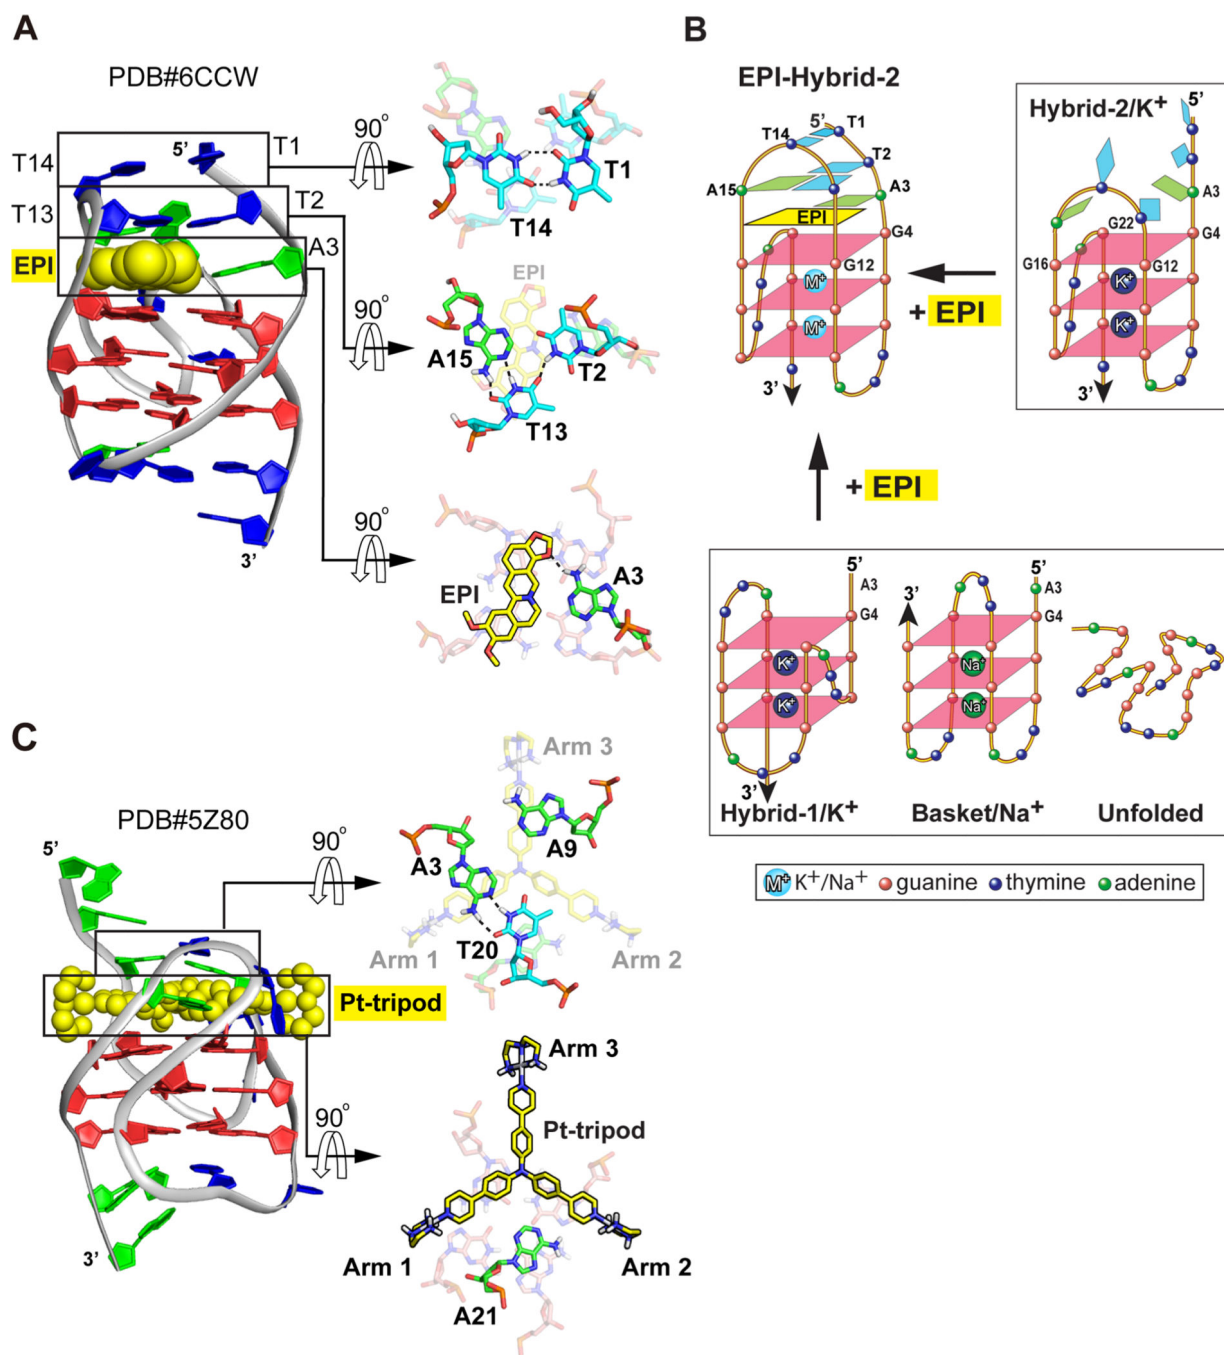 A
PDB#6CCW
T14
T13
EPI
5’
T1
T2
A3
3’
90°
T14
T1
90°
EPI
A15
T2
T13
90°
EPI
A3
B
EPI-Hybrid-2
5’
T14
T1
T2
A15
A3
EPI
G4
G12
M+
M+
3’
+ EPI
Hybrid-2/K+
5’
A3
G22
G4
G16
G12
K+
K+
3’
+ EPI
5’
A3
G4
K+
K+
3’
Hybrid-1/K+
3’
5’
A3
G4
Na+
Na+
Basket/Na+
Unfolded
M+ K+/Na+ guanine thymine adenine
C
PDB#5Z80
5’
3’
Pt-tripod
90°
Arm 3
A9
A3
T20
Arm 1
Arm 2
90°
Arm 3
Pt-tripod
Arm 1
Arm 2
A21